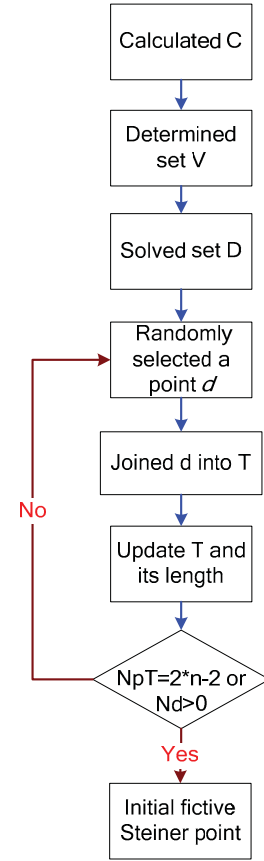 Calculated C
Determined
set V
Solved set D
Randomly
selected a
point d
Joined d into T
No
Update T and
its length
NpT=2*n-2 or
Nd>0
Yes
Initial fictive
Steiner point